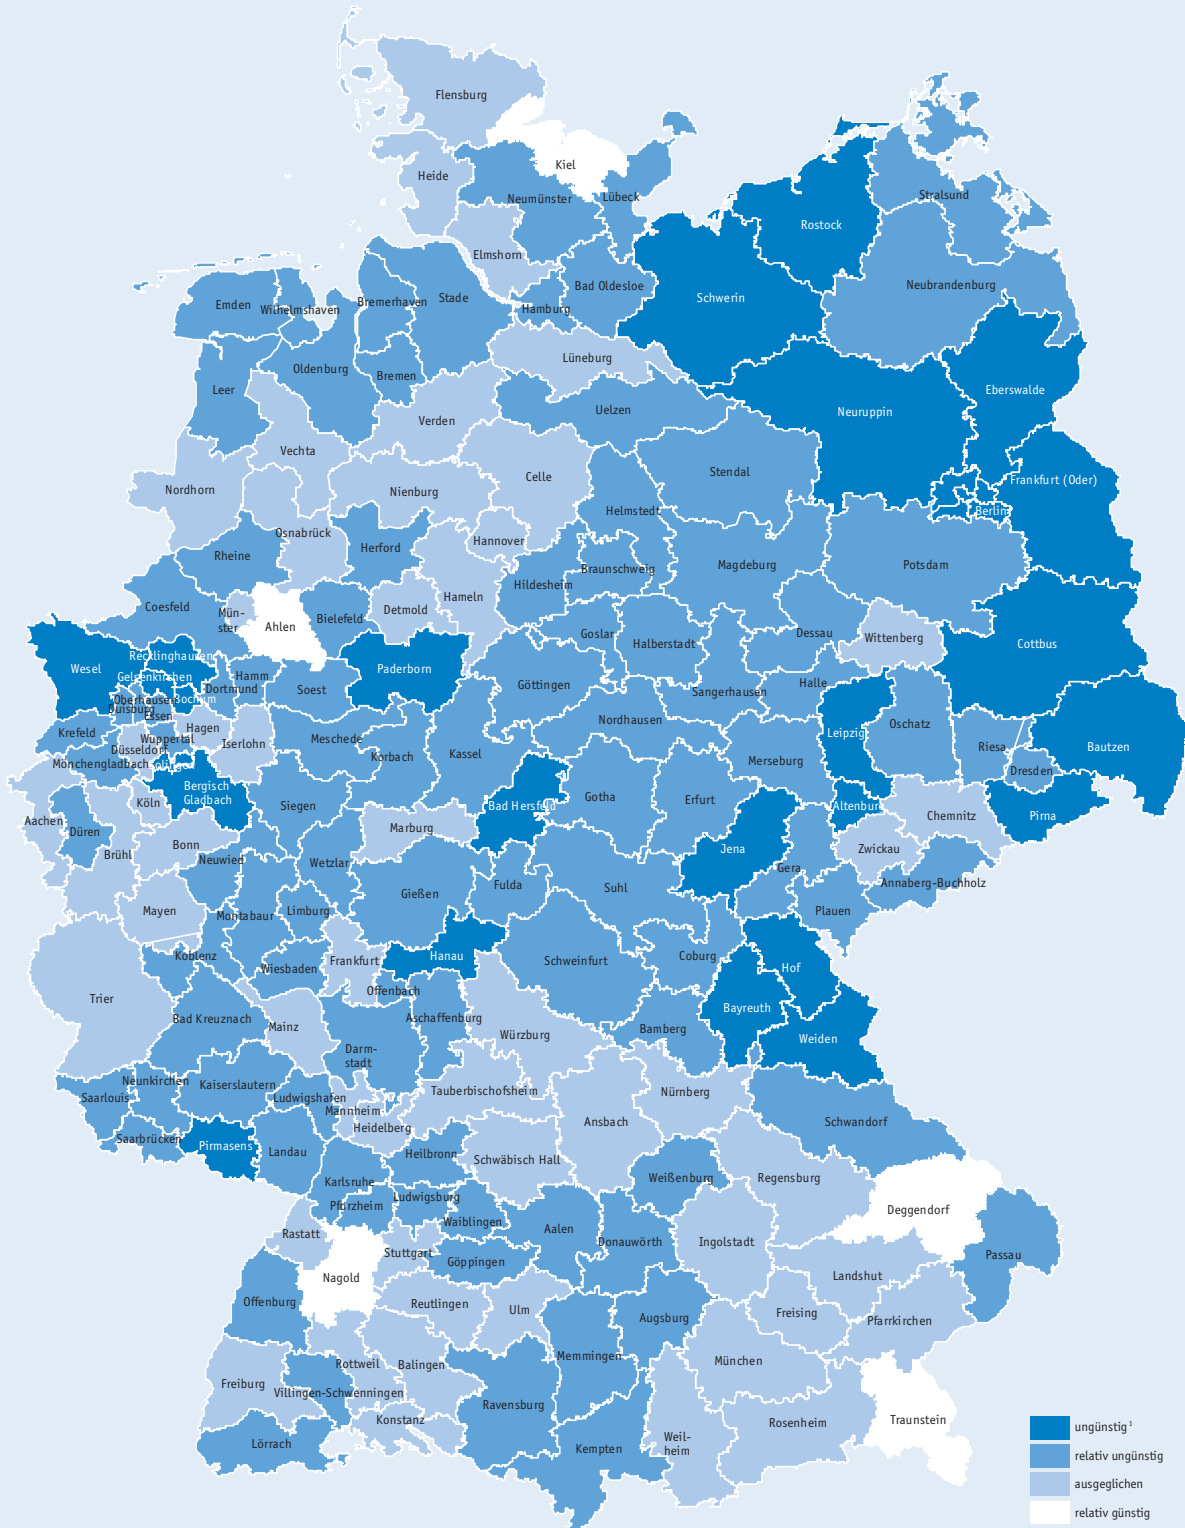 Flensburg
Kiel
Heide
Neumünster
Lübeck
Stralsund
Rostock
Elmshorn
Bad Oldesloe
Schwerin
Neubrandenburg
Emden
Wilhelmshaven
Bremerhaven
Stade
Hamburg
Lüneburg
Oldenburg
Bremen
Leer
Eberswalde
Uelzen
Neuruppin
Verden
Vechta
Stendal
Celle
Nordhorn
Nienburg
Frankfurt (Oder)
Helmstedt
Berlin
Osnabrück
Hannover
Herford
Rheine
Braunschweig
Magdeburg
Potsdam
Hildesheim
Hameln
Coesfeld
Mün-
ster
Ahlen
Bielefeld
Detmold
Goslar
Halberstadt
Dessau
Wittenberg
Cottbus
Recklinghausen
Wesel
Gelsenkirchen
Paderborn
Hamm
Dortmund
Soest
Göttingen
Sangerhausen
Halle
Oberhausen
Bochum
Duisburg
Essen
Nordhausen
Krefeld
Hagen
Wuppertal
Iserlohn
Düsseldorf
Meschede
Korbach
Kassel
Leipzig
Oschatz
Riesa
Bautzen
Mönchengladbach
Merseburg
Dresden
Bergisch
Gladbach
Köln
Siegen
Bad Hersfeld
Gotha
Erfurt
Altenburg
Chemnitz
Pirna
Aachen
Düren
Marburg
Jena
Zwickau
Brühl
Bonn
Neuwied
Wetzlar
Gießen
Fulda
Suhl
Gera
Annaberg-Buchholz
Mayen
Montabaur
Limburg
Plauen
Koblenz
Wiesbaden
Frankfurt
Hanau
Schweinfurt
Coburg
Hof
Trier
Offenbach
Bayreuth
Bad Kreuznach
Mainz
Aschaffenburg
Würzburg
Bamberg
Weiden
Darm-
stadt
Neunkirchen
Kaiserslautern
Saarlouis
Ludwigshafen
Tauberbischofsheim
Nürnberg
Mannheim
Heidelberg
Ansbach
Schwandorf
Saarbrücken
Pirmasens
Landau
Heilbronn
Schwäbisch Hall
Karlsruhe
Weißenburg
Regensburg
Pforzheim
Ludwigsburg
Waiblingen
Deggendorf
Rastatt
Stuttgart
Aalen
Donauwörth
Ingolstadt
Passau
Göppingen
Nagold
Landshut
Offenburg
Reutlingen
Ulm
Augsburg
Freising
Pfarrkirchen
Memmingen
Rottweil
Balingen
München
Freiburg
Villingen-Schwenningen
Ravensburg
Konstanz
Rosenheim
Traunstein
Lörrach
Kempten
Weil-
heim
ungünstig¹
relativ ungünstig
ausgeglichen
relativ günstig